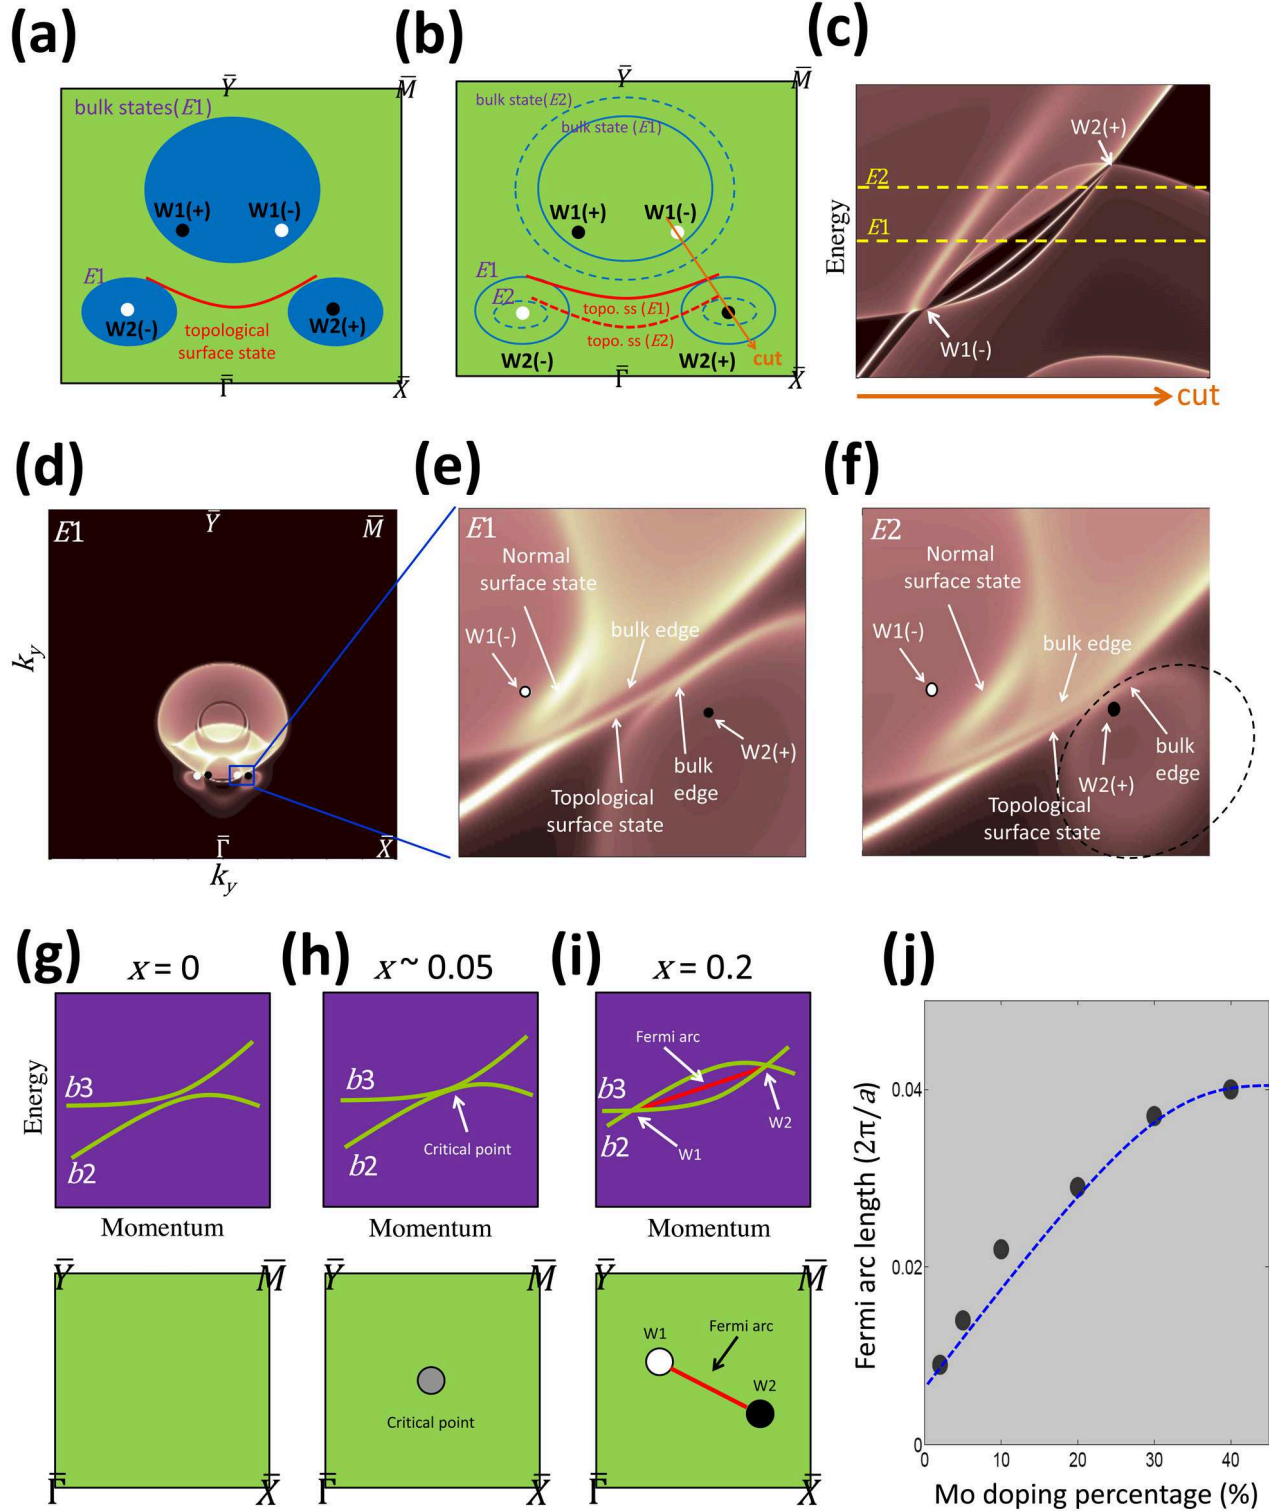 (a)
Y̅
M̅
bulk states(E1)
W1(+)
W1(-)
E1
W2(-)
W2(+)
topological
surface state
Γ̅
X̅
(b)
Y̅
M̅
bulk state(E2)
bulk state (E1)
W1(+)
W1(-)
E1
E2
topo. ss (E1)
topo. ss (E2)
W2(-)
W2(+)
cut
Γ̅
X̅
(c)
W2(+)
E2
E1
Energy
W1(-)
cut
(d)
E1
Y̅
M̅
ky
Γ̅
X̅
ky
(e)
E1
Normal
surface state
W1(-)
bulk edge
W2(+)
bulk
edge
Topological
surface state
(f)
E2
Normal
surface state
W1(-)
bulk edge
W2(+)
bulk
edge
Topological
surface state
(g)
x = 0
Energy
b3
b2
Momentum
Y̅
M̅
Γ̅
X̅
(h)
x ~ 0.05
b3
b2
Critical point
Momentum
Y̅
M̅
Critical point
Γ̅
X̅
(i)
x = 0.2
Fermi arc
b3
b2
W1
W2
Momentum
Y̅
M̅
W1
Fermi arc
W2
Γ̅
X̅
(j)
Fermi arc length (2π/a)
0.04
0.02
0
0
10
20
30
40
Mo doping percentage (%)